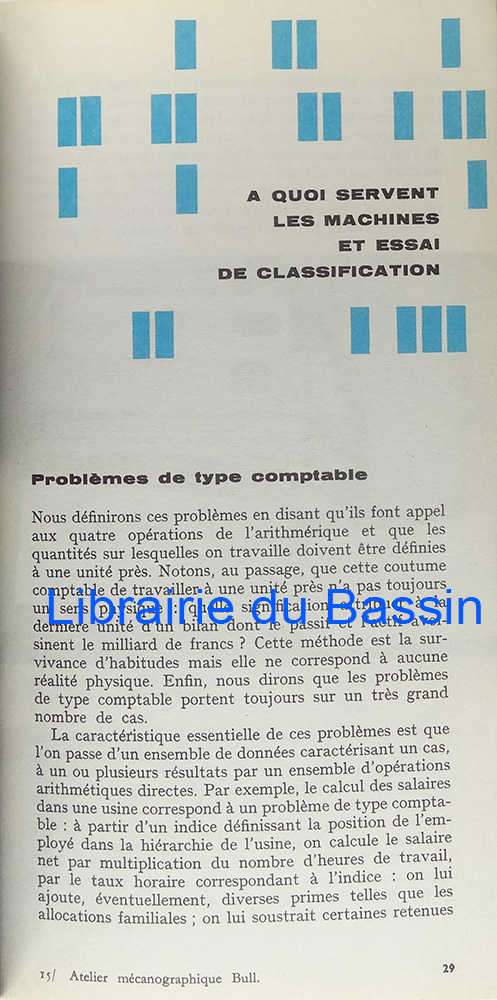 A QUOI SERVENT
LES MACHINES
ET ESSAI
DE CLASSIFICATION
Librairie du Bassin
Problèmes de type comptable
Nous définirons ces problèmes en disant qu'ils font appel
aux quatre opérations de l'arithmérique et que les
quantités sur lesquelles on travaille doivent être définies
à une unité près. Notons, au passage, que cette coutume
comptable de travailler à une unité près n'a pas toujours
un sens physique : quelle signification attribuer à la
Librairie du Bassin
dernière unité d'un bilan dont le passif et l'actif avoi-
sinent le milliard de francs ? Cette méthode est la sur-
vivance d'habitudes mais elle ne correspond à aucune
réalité physique. Enfin, nous dirons que les problèmes
de type comptable portent toujours sur un très grand
nombre de cas.
La caractéristique essentielle de ces problèmes est que
l'on passe d'un ensemble de données caractérisant un cas,
à un ou plusieurs résultats par un ensemble d'opérations
arithmétiques directes. Par exemple, le calcul des salaires
dans une usine correspond à un problème de type compta-
ble : à partir d'un indice définissant la position de l'em-
ployé dans la hiérarchie de l'usine, on calcule le salaire
net par multiplication du nombre d'heures de travail,
par le taux horaire correspondant à l'indice : on lui
ajoute, éventuellement, diverses primes telles que les
allocations familiales ; on lui soustrait certaines retenues
15/ Atelier mécanographique Bull.
29